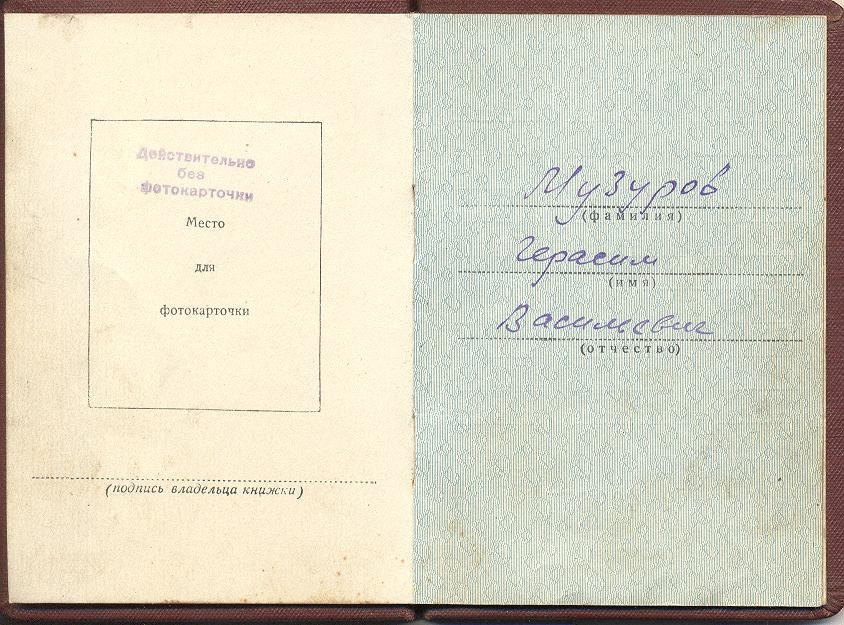 Действительно
без
фотокарточки
Место
для
фотокарточки
(подпись владельца книжки)
Музуров
(фамилия)
Герасим
(имя)
Васильевич
(отчество)